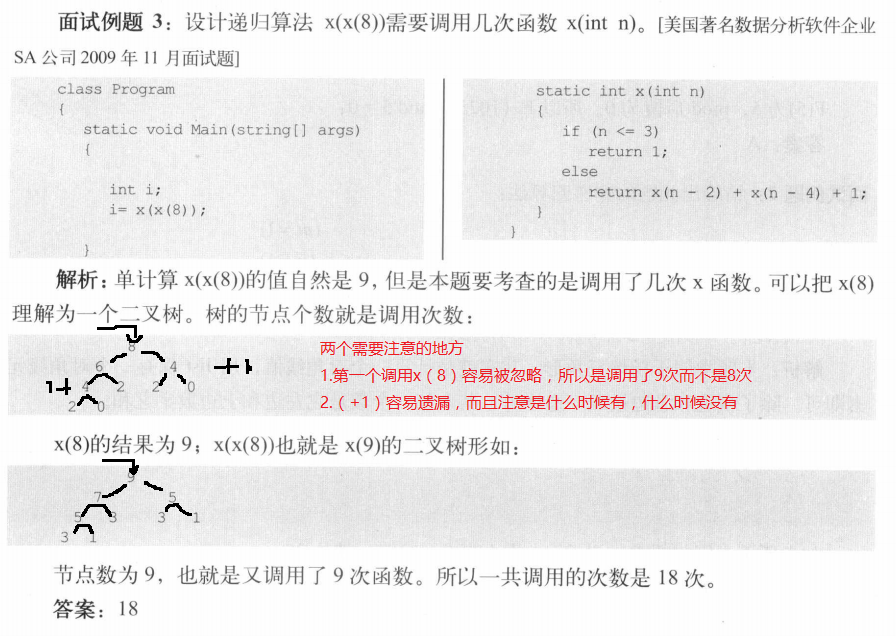 面试例题 3：设计递归算法 x(x(8))需要调用几次函数 x(int n)。[美国著名数据分析软件企业
SA 公司 2009 年 11 月面试题]
class Program
{
static void Main(string[] args)
{
int i;
i= x(x(8));
}
static int x(int n)
{
if (n <= 3)
return 1;
else
return x(n - 2) + x(n - 4) + 1;
}
}
解析：单计算 x(x(8))的值自然是 9，但是本题要考查的是调用了几次 x 函数。可以把 x(8)
理解为一个二叉树。树的节点个数就是调用次数：
8
6 4 +1
1+ 4 2 2 0
2 0
两个需要注意的地方
1.第一个调用x（8）容易被忽略，所以是调用了9次而不是8次
2.（+1）容易遗漏，而且注意是什么时候有，什么时候没有
x(8)的结果为 9；x(x(8))也就是 x(9)的二叉树形如：
9
7 5
5 3 3 1
3 1
节点数为 9，也就是又调用了 9 次函数。所以一共调用的次数是 18 次。
答案：18